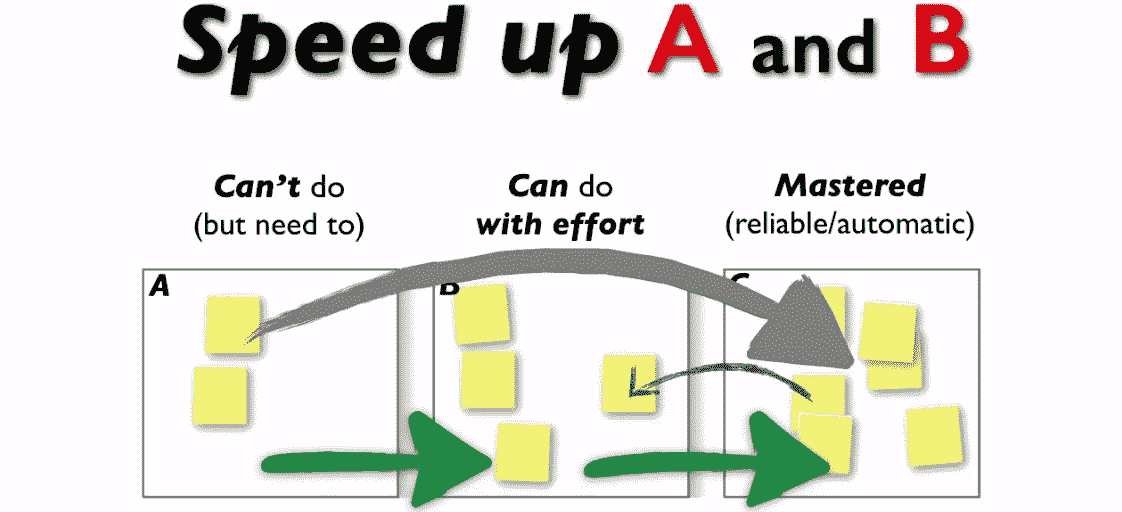 Speed up A and B
Can't do
(but need to)
Can do
with effort
Mastered
(reliable/automatic)
A
B
C